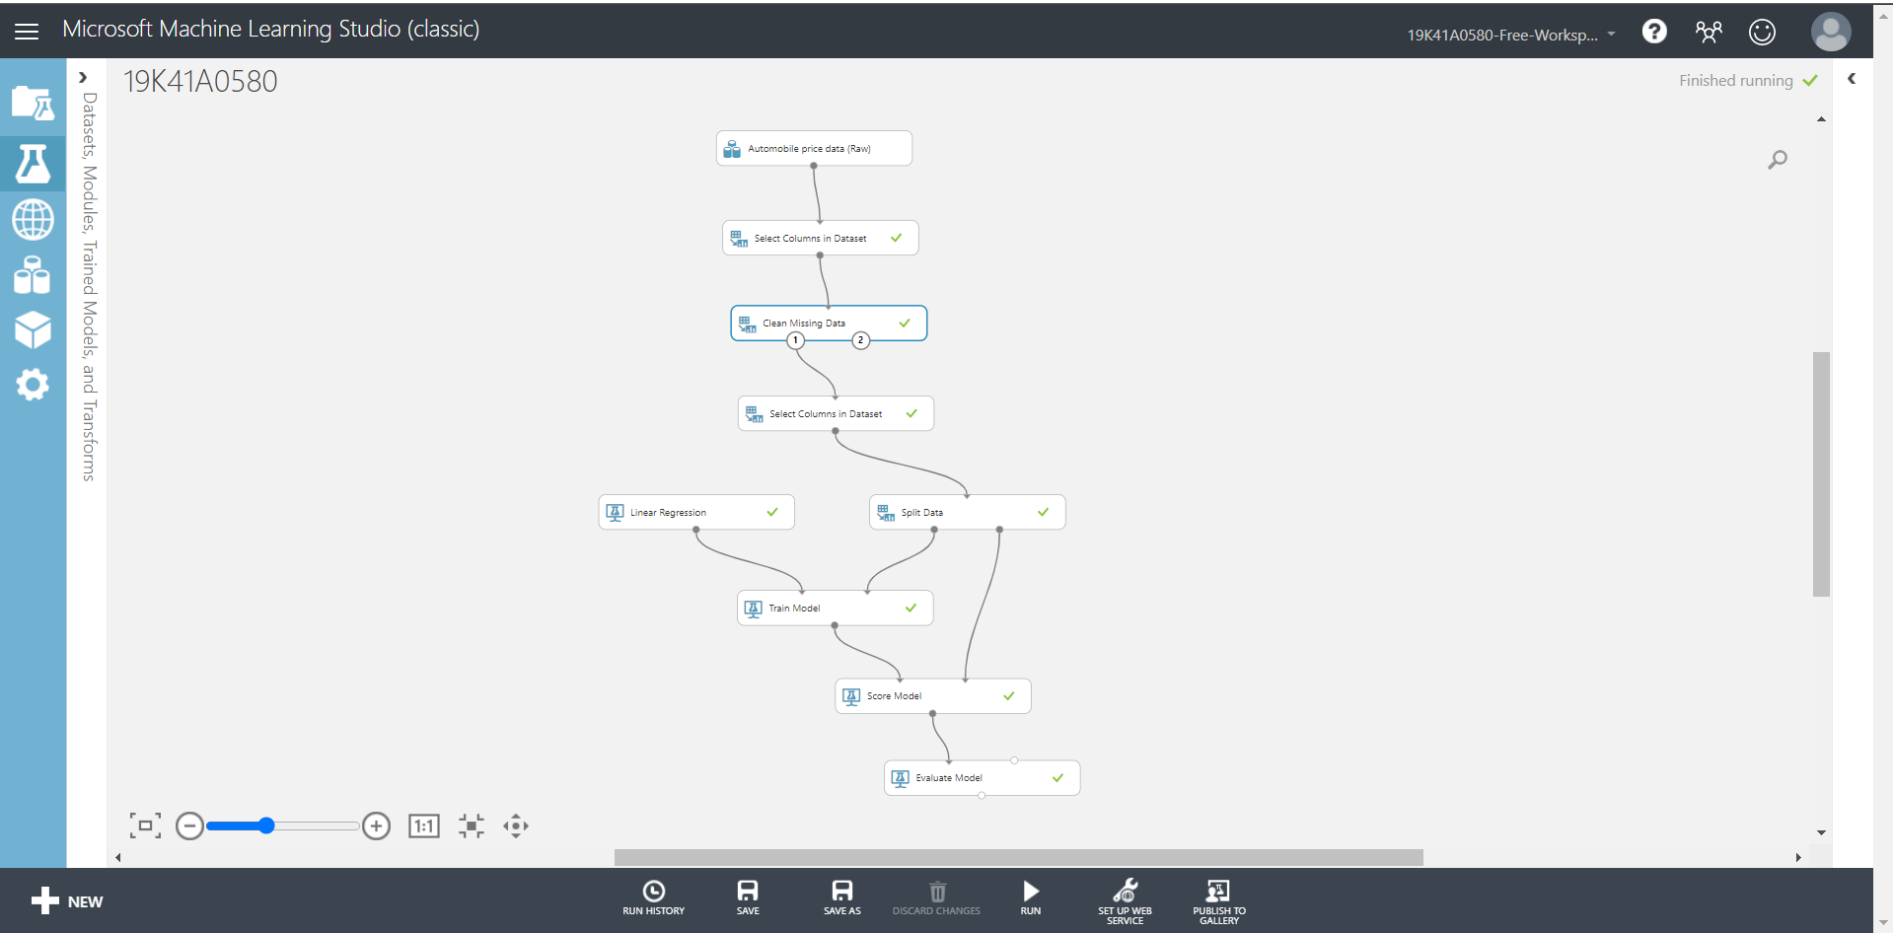 Microsoft Machine Learning Studio (classic)
19K41A0580-Free-Worksp...
?
19K41A0580
Finished running
Datasets, Modules, Trained Models, and Transforms
Automobile price data (Raw)
Select Columns in Dataset
Clean Missing Data
1
2
Select Columns in Dataset
Linear Regression
Split Data
Train Model
Score Model
Evaluate Model
1:1
NEW
RUN HISTORY
SAVE
SAVE AS
DISCARD CHANGES
RUN
SET UP WEB
SERVICE
PUBLISH TO
GALLERY